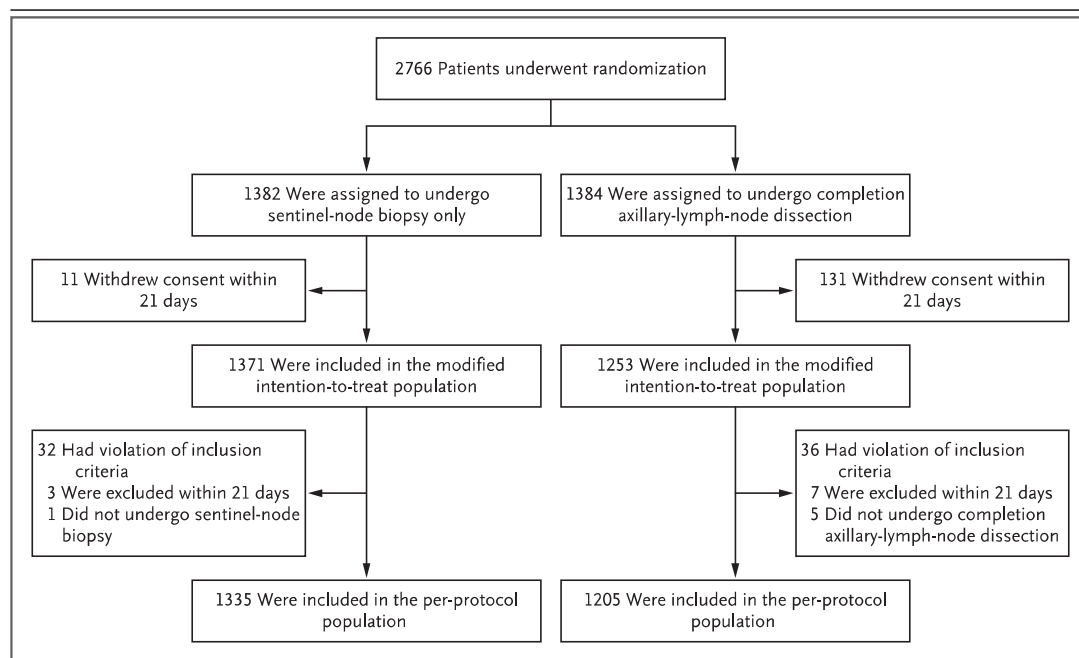 2766 Patients underwent randomization
1382 Were assigned to undergo
sentinel-node biopsy only
1384 Were assigned to undergo completion
axillary-lymph-node dissection
11 Withdrew consent within
21 days
131 Withdrew consent within
21 days
1371 Were included in the modified
intention-to-treat population
1253 Were included in the modified
intention-to-treat population
32 Had violation of inclusion
criteria
3 Were excluded within 21 days
1 Did not undergo sentinel-node
biopsy
36 Had violation of inclusion
criteria
7 Were excluded within 21 days
5 Did not undergo completion
axillary-lymph-node dissection
1335 Were included in the per-protocol
population
1205 Were included in the per-protocol
population